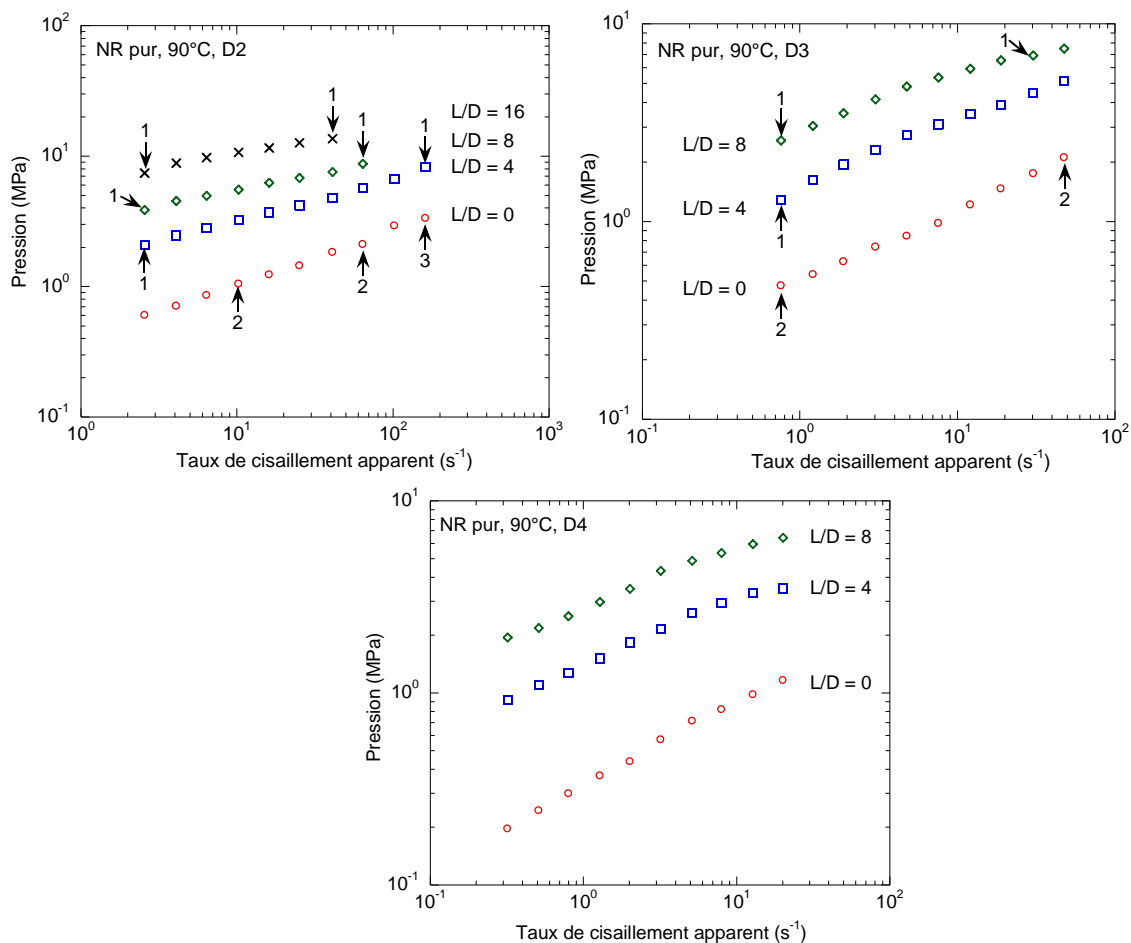 NR pur, 90°C, D2
Pression (MPa)
10²
10¹
10⁰
10⁻¹
10⁰
10¹
10²
10³
Taux de cisaillement apparent (s⁻¹)
L/D = 16
L/D = 8
L/D = 4
L/D = 0
1
1
1
1
1
1
2
2
3
NR pur, 90°C, D3
Pression (MPa)
10¹
10⁰
10⁻¹
10⁻¹
10⁰
10¹
10²
Taux de cisaillement apparent (s⁻¹)
L/D = 8
L/D = 4
L/D = 0
1
1
1
2
2
NR pur, 90°C, D4
Pression (MPa)
10¹
10⁰
10⁻¹
10⁻¹
10⁰
10¹
10²
Taux de cisaillement apparent (s⁻¹)
L/D = 8
L/D = 4
L/D = 0